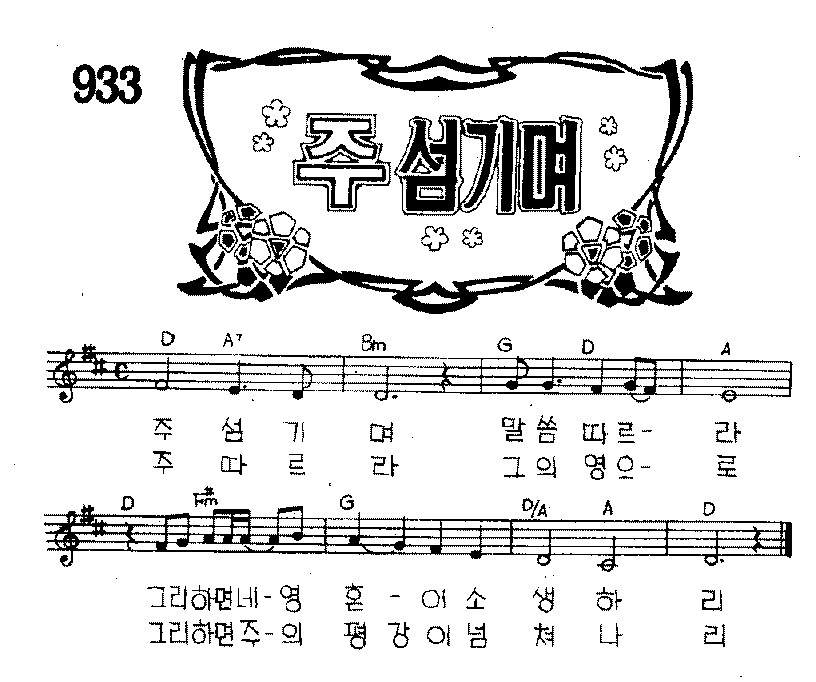 933
주 섬기며
D A7 Bm G D A
주 섬 기 며 말 씀 따 르 - 라
주 따 르 라 그 의 영 으 - 로
D F#m G D/A A D
그리하면네-영 혼 - 이 소 생 하 리
그리하면주-의 평 강 이 넘 쳐 나 리